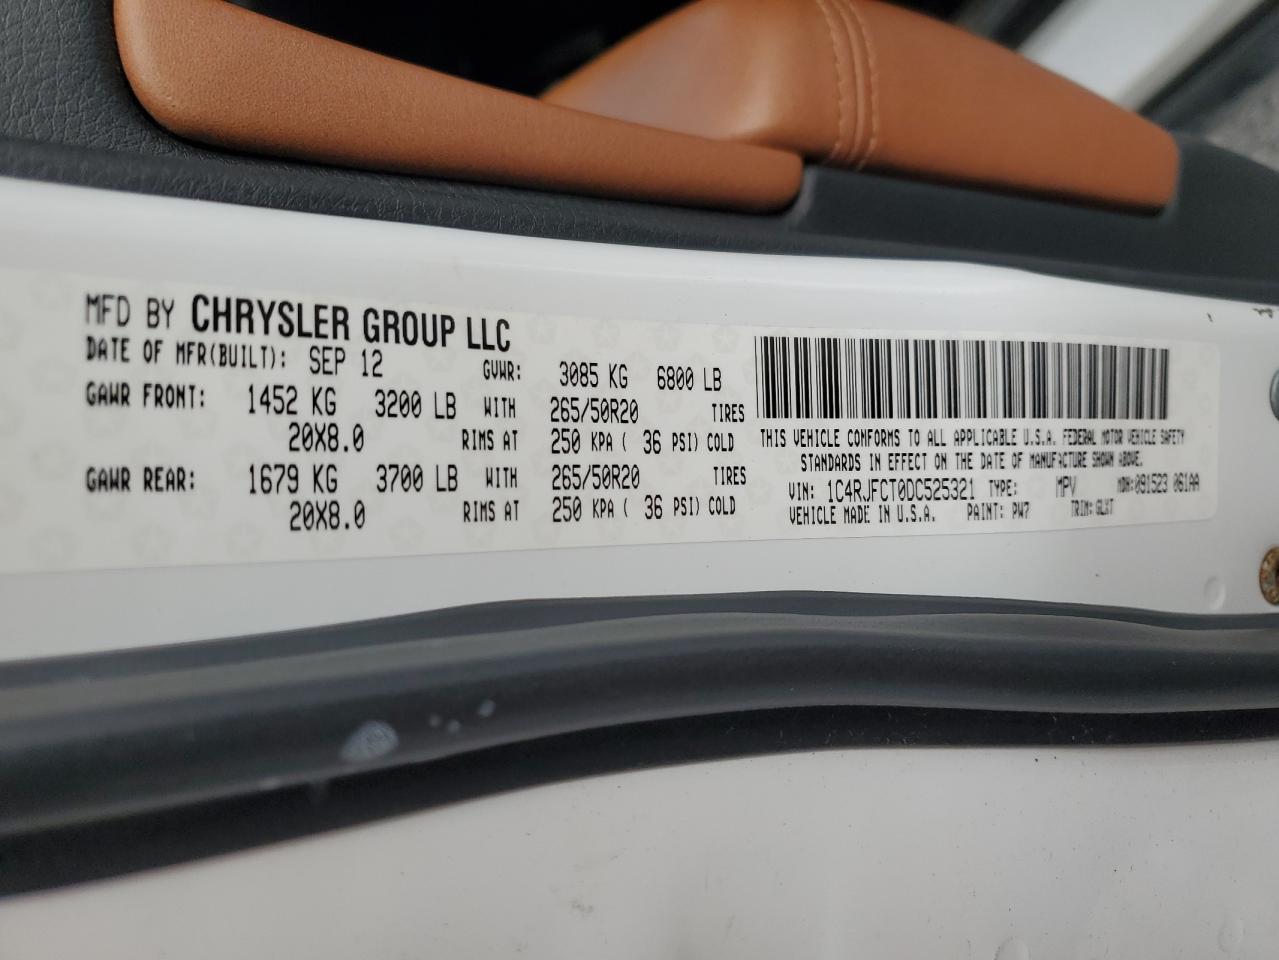 MFD BY CHRYSLER GROUP LLC
DATE OF MFR(BUILT): SEP 12 GVWR: 3085 KG 6800 LB
GAWR FRONT: 1452 KG 3200 LB WITH 265/50R20 TIRES
20X8.0 RIMS AT 250 KPA ( 36 PSI) COLD
GAWR REAR: 1679 KG 3700 LB WITH 265/50R20 TIRES
20X8.0 RIMS AT 250 KPA ( 36 PSI) COLD
THIS VEHICLE CONFORMS TO ALL APPLICABLE U.S.A. FEDERAL MOTOR VEHICLE SAFETY
STANDARDS IN EFFECT ON THE DATE OF MANUFACTURE SHOWN ABOVE.
VIN: 1C4RJFCT0DC525321 TYPE: MPV MDH:091523 061AA
VEHICLE MADE IN U.S.A. PAINT: PW7 TRIM: